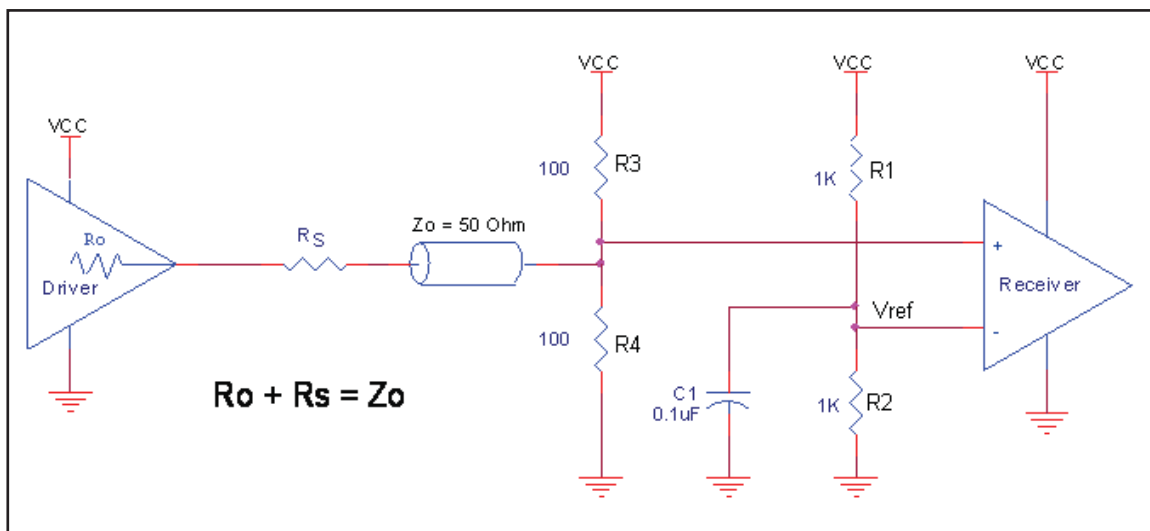 VCC
VCC
VCC
VCC
R3
R1
100
1K
Zo = 50 Ohm
Ro
RS
+
Driver
Receiver
Vref
-
100
R4
Ro + Rs = Zo
C1
0.1uF
1K
R2